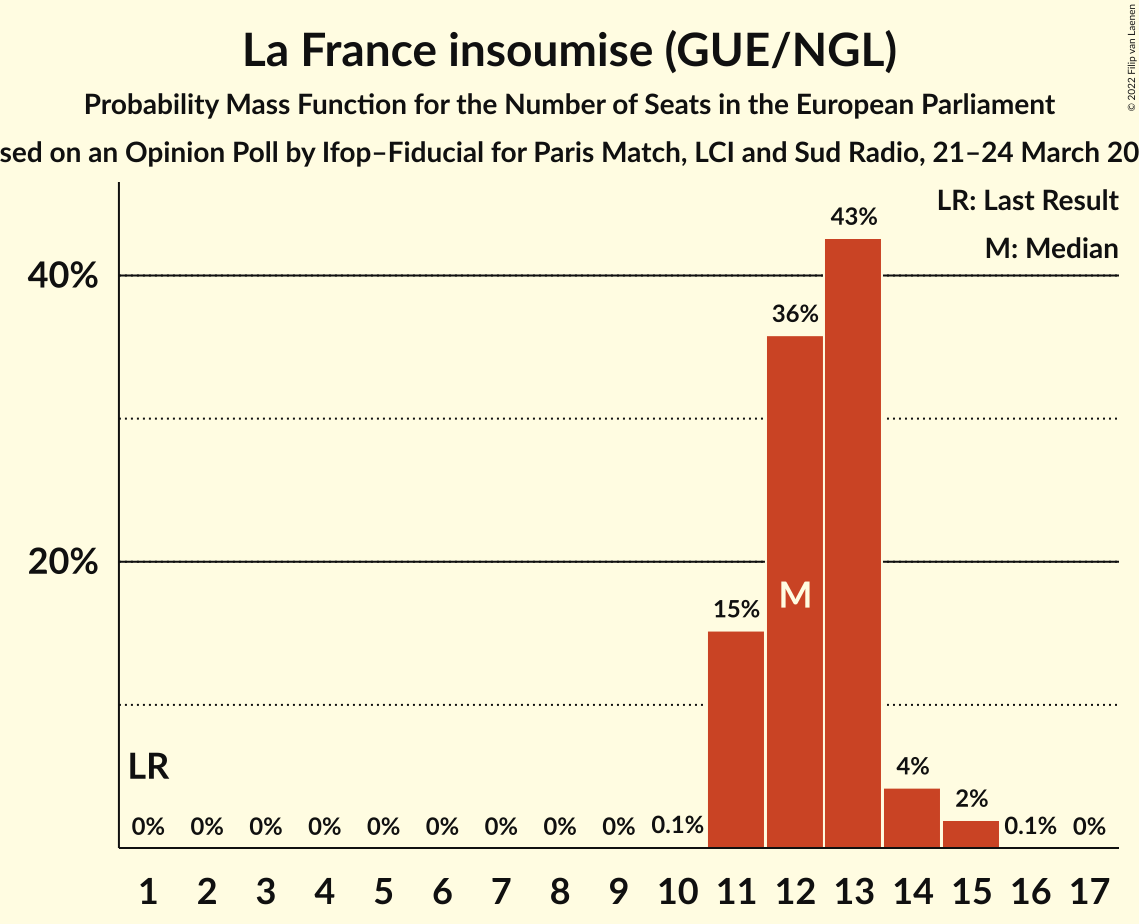 La France insoumise (GUE/NGL)
Probability Mass Function for the Number of Seats in the European Parliament
sed on an Opinion Poll by Ifop–Fiducial for Paris Match, LCI and Sud Radio, 21–24 March 20
© 2022 Filip van Laenen
LR: Last Result
M: Median
43%
40%
36%
20%
15%
M
LR
4%
2%
0% 0% 0% 0% 0% 0% 0% 0% 0% 0.1% 0.1% 0%
1 2 3 4 5 6 7 8 9 10 11 12 13 14 15 16 17